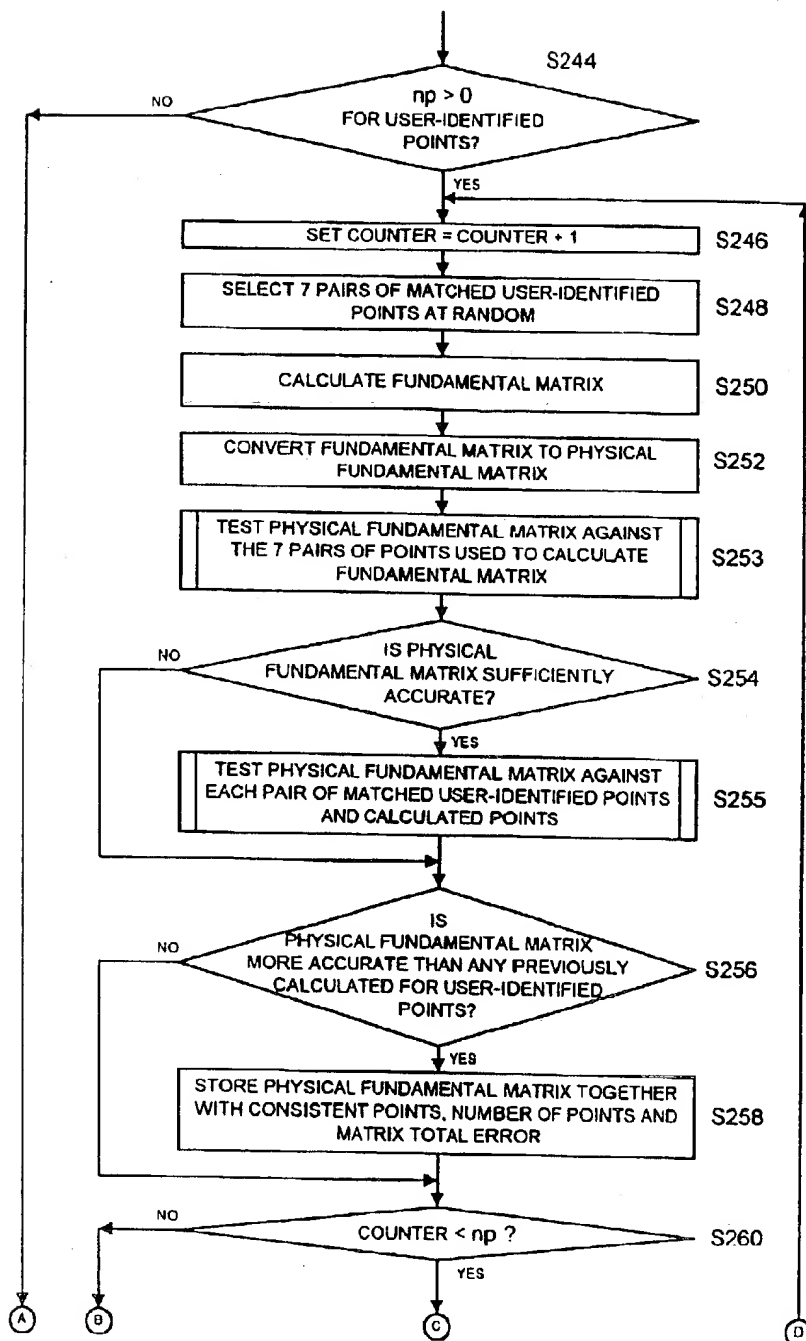 S244
np > 0
FOR USER-IDENTIFIED
POINTS?
NO
YES
SET COUNTER = COUNTER + 1
S246
SELECT 7 PAIRS OF MATCHED USER-IDENTIFIED
POINTS AT RANDOM
S248
CALCULATE FUNDAMENTAL MATRIX
S250
CONVERT FUNDAMENTAL MATRIX TO PHYSICAL
FUNDAMENTAL MATRIX
S252
TEST PHYSICAL FUNDAMENTAL MATRIX AGAINST
THE 7 PAIRS OF POINTS USED TO CALCULATE
FUNDAMENTAL MATRIX
S253
NO
IS PHYSICAL
FUNDAMENTAL MATRIX SUFFICIENTLY
ACCURATE?
S254
YES
TEST PHYSICAL FUNDAMENTAL MATRIX AGAINST
EACH PAIR OF MATCHED USER-IDENTIFIED POINTS
AND CALCULATED POINTS
S255
IS
PHYSICAL FUNDAMENTAL MATRIX
MORE ACCURATE THAN ANY PREVIOUSLY
CALCULATED FOR USER-IDENTIFIED
POINTS?
NO
S256
YES
STORE PHYSICAL FUNDAMENTAL MATRIX TOGETHER
WITH CONSISTENT POINTS, NUMBER OF POINTS AND
MATRIX TOTAL ERROR
S258
NO
COUNTER < np ?
S260
YES
A
B
C
D